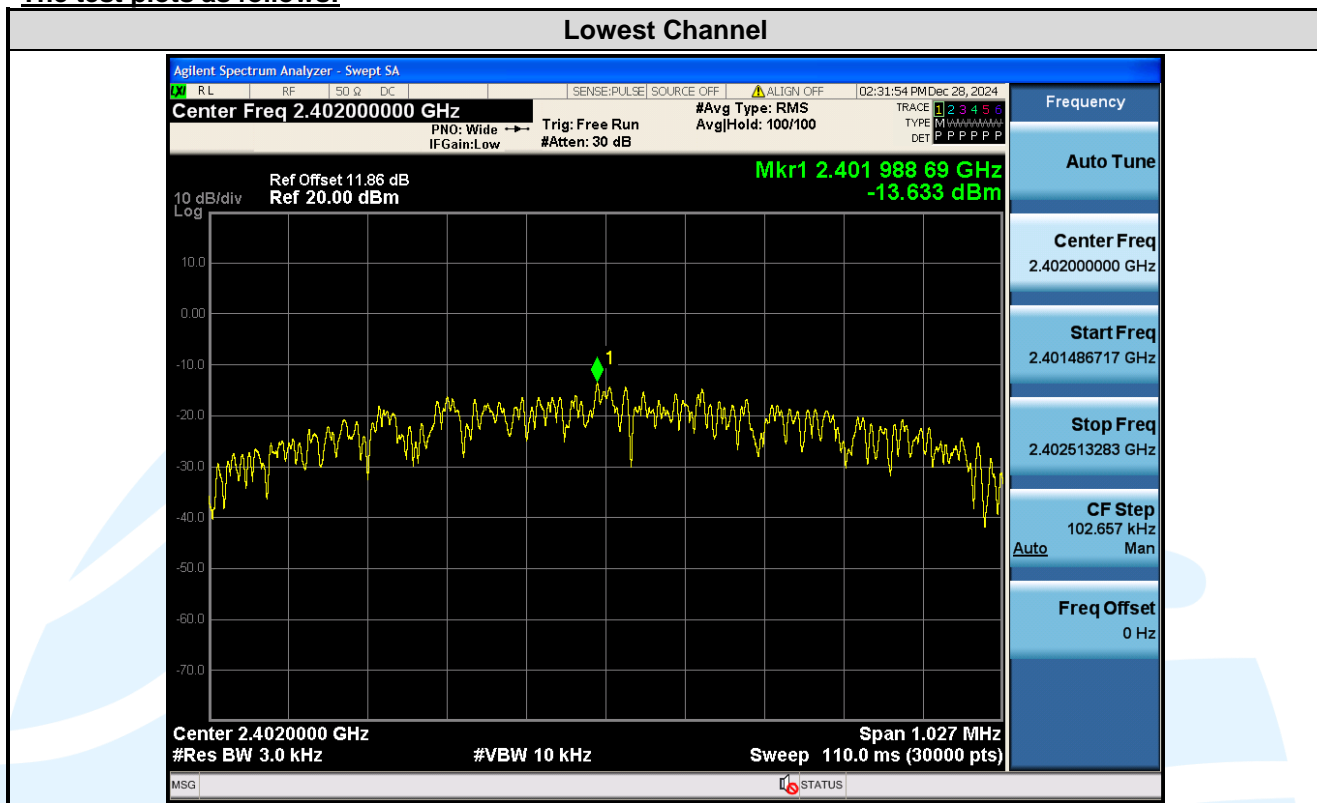 The test plots as follows:
Lowest Channel
Agilent Spectrum Analyzer - Swept SA
LXI RL RF 50 Ω DC SENSE:PULSE SOURCE OFF ⚠ALIGN OFF 02:31:54 PM Dec 28, 2024
Center Freq 2.402000000 GHz
PNO: Wide
IFGain:Low
Trig: Free Run
#Atten: 30 dB
#Avg Type: RMS
Avg|Hold: 100/100
TRACE 1 2 3 4 5 6
TYPE M WWWWW
DET P P P P P P
Mkr1 2.401 988 69 GHz
-13.633 dBm
Ref Offset 11.86 dB
10 dB/div Ref 20.00 dBm
Log
10.0
0.00
-10.0
1
-20.0
-30.0
-40.0
-50.0
-60.0
-70.0
Center 2.4020000 GHz
Span 1.027 MHz
#Res BW 3.0 kHz
#VBW 10 kHz
Sweep 110.0 ms (30000 pts)
MSG
STATUS
Frequency
Auto Tune
Center Freq
2.402000000 GHz
Start Freq
2.401486717 GHz
Stop Freq
2.402513283 GHz
CF Step
102.657 kHz
Auto Man
Freq Offset
0 Hz